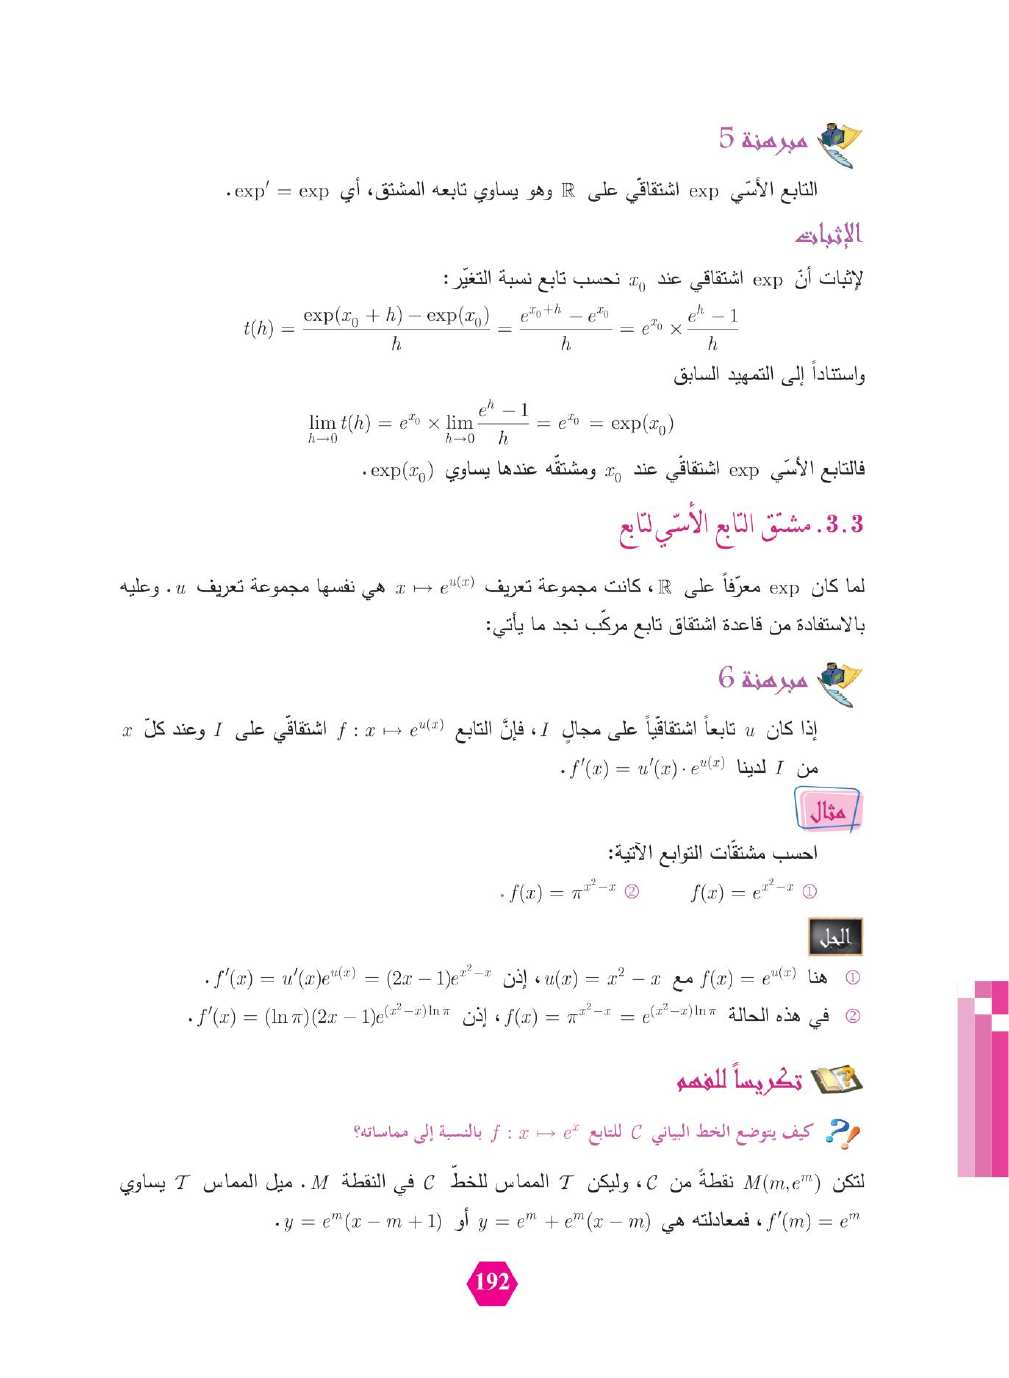 مبرهنة 5
التابع الأسّي exp اشتقاقّي على ℝ وهو يساوي تابعه المشتق، أي exp′ = exp.
الإثبات
لإثبات أنّ exp اشتقاقي عند x₀ نحسب تابع نسبة التغيّر:
t(h) = (exp(x₀ + h) − exp(x₀))/h = (e^(x₀+h) − e^(x₀))/h = e^(x₀) × (e^h − 1)/h
واستناداً إلى التمهيد السابق
lim_(h→0) t(h) = e^(x₀) × lim_(h→0) (e^h − 1)/h = e^(x₀) = exp(x₀)
فالتابع الأسّي exp اشتقاقّي عند x₀ ومشتقّه عندها يساوي exp(x₀).
3.3. مشتق التابع الأسّي لتابع
لما كان exp معرّفاً على ℝ، كانت مجموعة تعريف x ↦ e^(u(x)) هي نفسها مجموعة تعريف u. وعليه
بالاستفادة من قاعدة اشتقاق تابع مركّب نجد ما يأتي:
مبرهنة 6
إذا كان u تابعاً اشتقاقّياً على مجالٍ I، فإنَّ التابع f : x ↦ e^(u(x)) اشتقاقّي على I وعند كلّ x
من I لدينا f′(x) = u′(x) · e^(u(x)).
مثال
احسب مشتقّات التوابع الآتية:
① f(x) = e^(x²−x) ② f(x) = π^(x²−x).
الحل
① هنا f(x) = e^(u(x)) مع u(x) = x² − x، إذن f′(x) = u′(x)e^(u(x)) = (2x − 1)e^(x²−x).
② في هذه الحالة f(x) = π^(x²−x) = e^((x²−x) ln π)، إذن f′(x) = (ln π)(2x − 1)e^((x²−x) ln π).
تكريساً للفهم
كيف يتوضع الخط البياني C للتابع f : x ↦ e^x بالنسبة إلى مماساته؟
لتكن M(m, e^m) نقطةً من C، وليكن T المماس للخطّ C في النقطة M. ميل المماس T يساوي
f′(m) = e^m، فمعادلته هي y = e^m + e^m(x − m) أو y = e^m(x − m + 1).
192